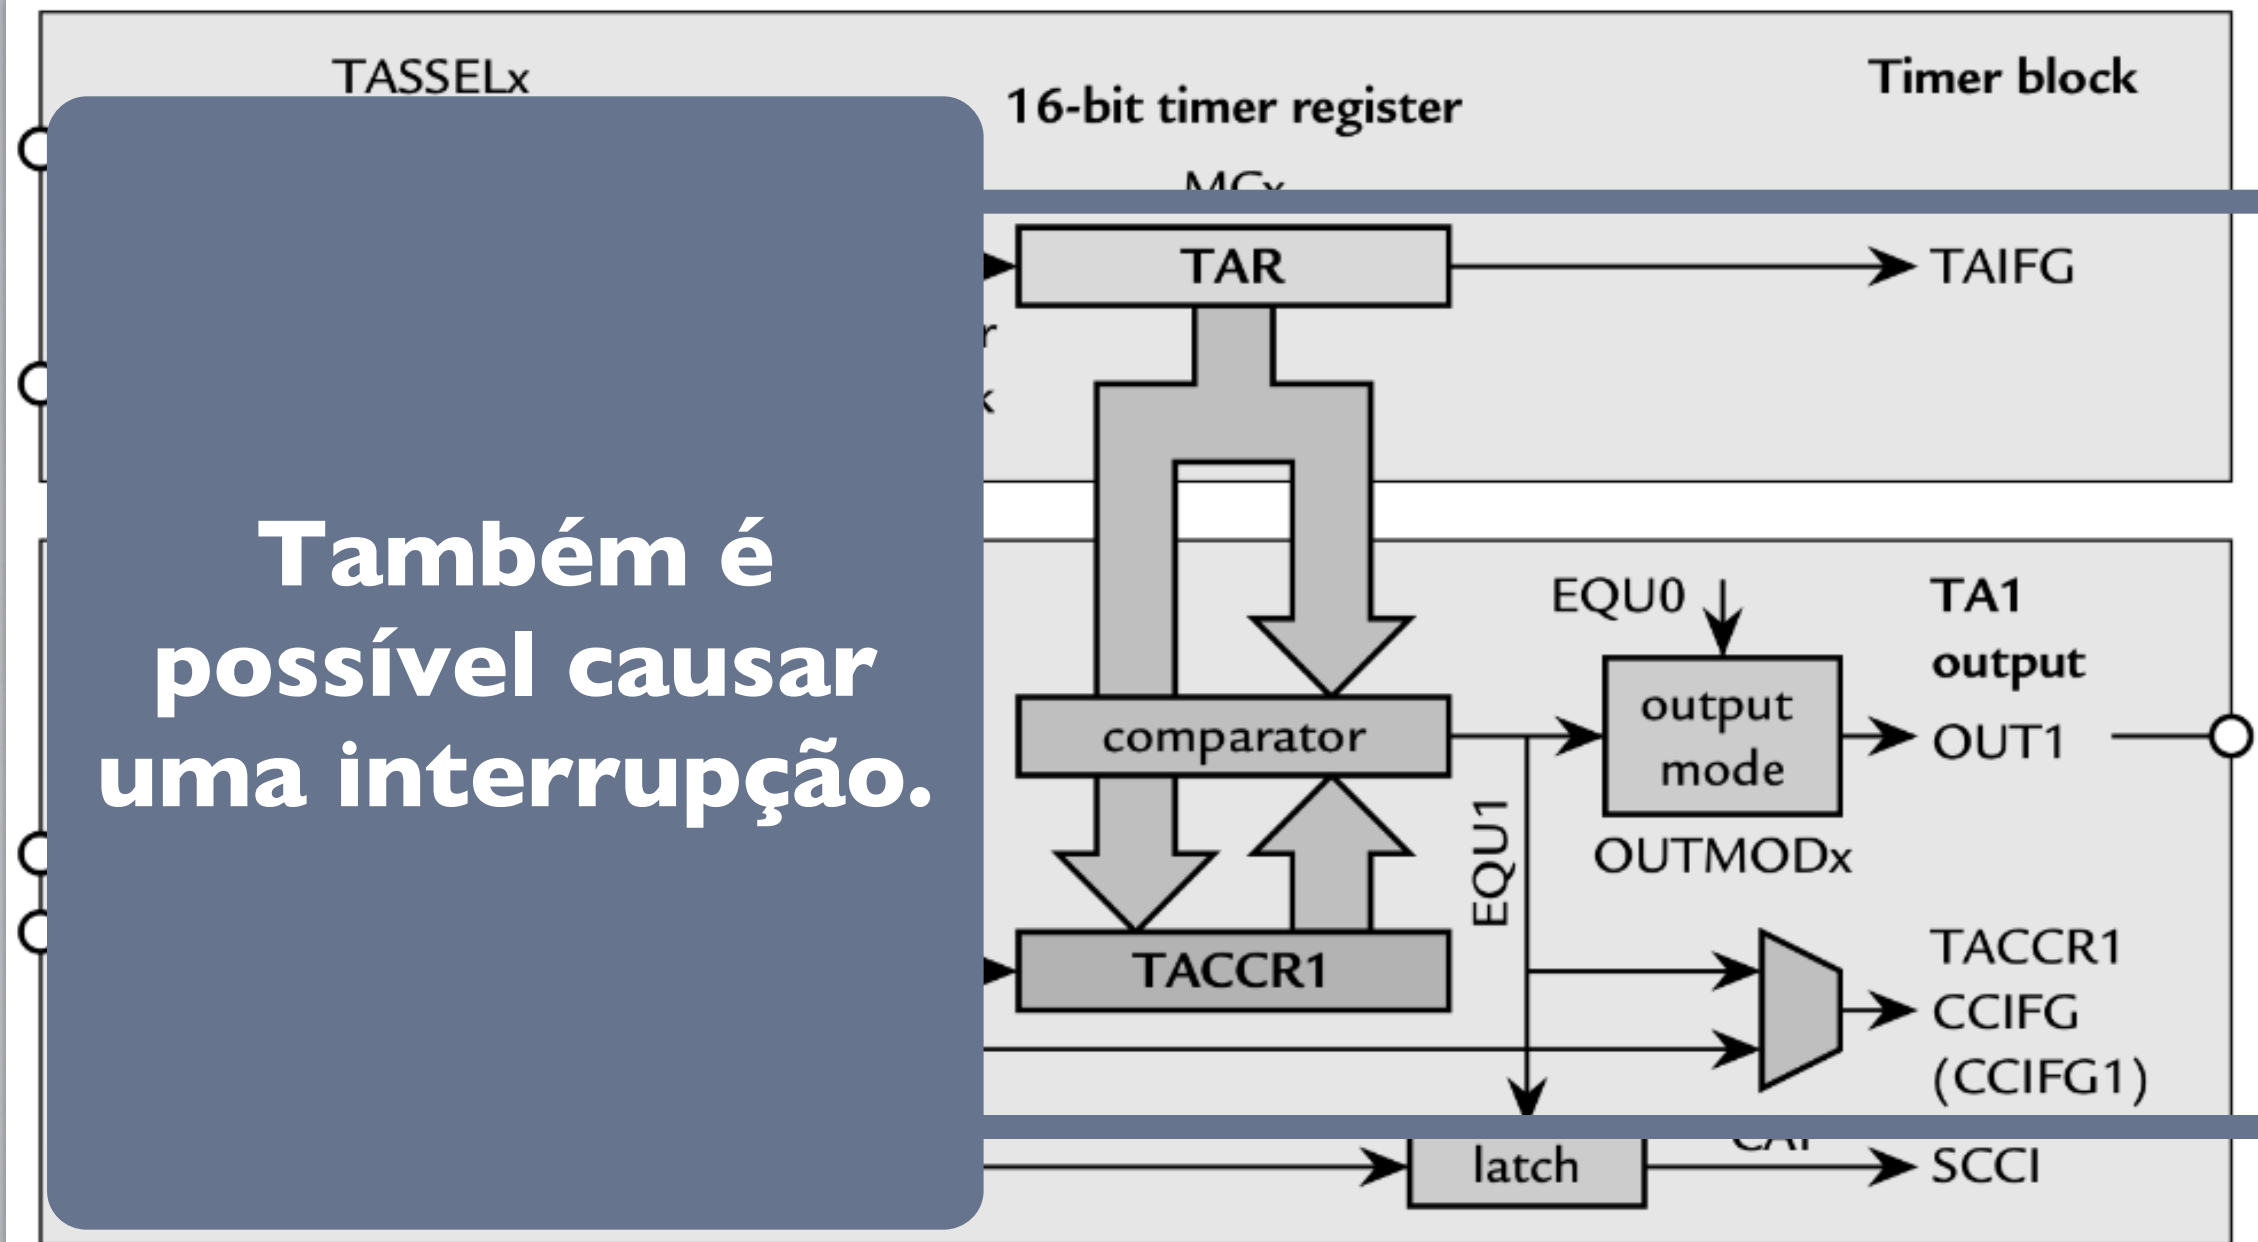 TASSELx
Timer block
16-bit timer register
MCx
TAR
TAIFG
Também é
possível causar
uma interrupção.
EQU0
TA1
output
output
mode
OUT1
comparator
OUTMODx
EQU1
TACCR1
TACCR1
CCIFG
(CCIFG1)
latch
SCCI